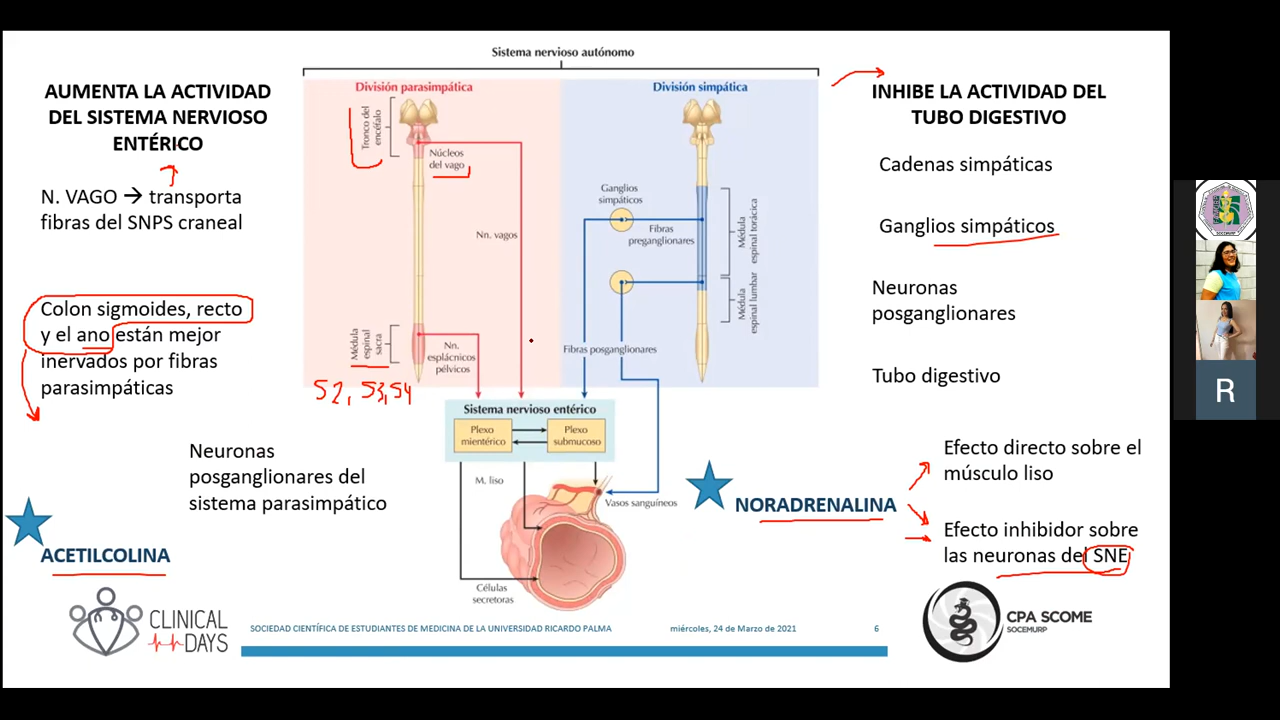 Sistema nervioso autónomo
AUMENTA LA ACTIVIDAD
DEL SISTEMA NERVIOSO
ENTÉRICO
N. VAGO → transporta
fibras del SNPS craneal
Colon sigmoides, recto
y el ano están mejor
inervados por fibras
parasimpáticas
Neuronas
posganglionares del
sistema parasimpático
ACETILCOLINA
División parasimpática
Tronco del
encéfalo
Núcleos
del vago
Nn. vagos
Médula
espinal
sacra
Nn.
esplácnicos
pélvicos
S2, S3, S4
División simpática
Ganglios
simpáticos
Fibras
preganglionares
Médula
espinal torácica
Médula
espinal lumbar
Fibras posganglionares
Sistema nervioso entérico
Plexo
mientérico
Plexo
submucoso
M. liso
Vasos sanguíneos
Células
secretoras
INHIBE LA ACTIVIDAD DEL
TUBO DIGESTIVO
Cadenas simpáticas
Ganglios simpáticos
Neuronas
posganglionares
Tubo digestivo
NORADRENALINA
Efecto directo sobre el
músculo liso
Efecto inhibidor sobre
las neuronas del SNE
CLINICAL
DAYS
SOCIEDAD CIENTÍFICA DE ESTUDIANTES DE MEDICINA DE LA UNIVERSIDAD RICARDO PALMA
miércoles, 24 de Marzo de 2021
6
CPA SCOME
SOCEMURP
SOCEMURP
R